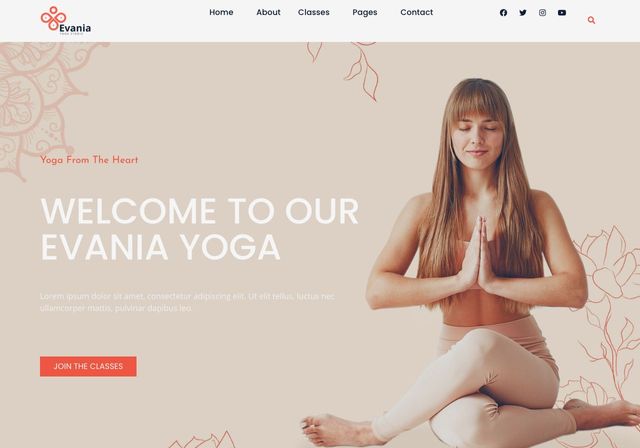 Evania
Home About Classes Pages Contact
Yoga From The Heart
WELCOME TO OUR
EVANIA YOGA
Lorem ipsum dolor sit amet, consectetur adipiscing elit. Ut elit tellus, luctus nec
ullamcorper mattis, pulvinar dapibus leo.
JOIN THE CLASSES